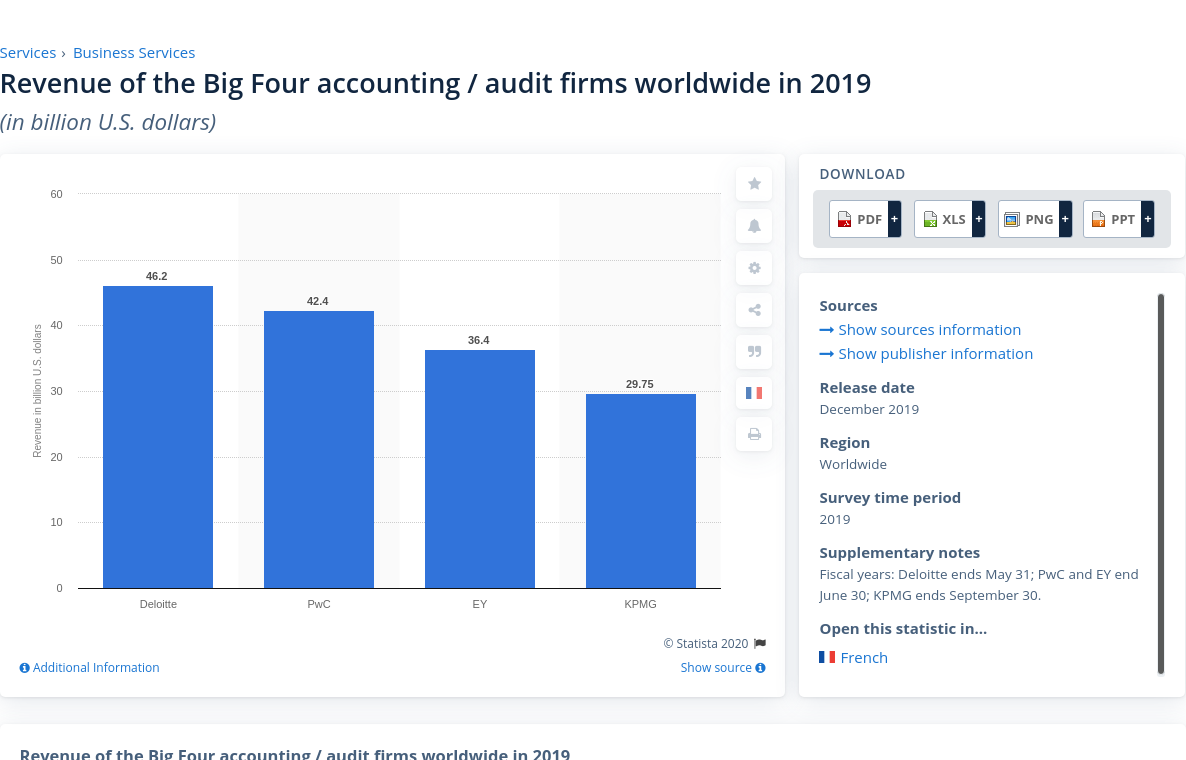 Services › Business Services
Revenue of the Big Four accounting / audit firms worldwide in 2019
(in billion U.S. dollars)
Revenue in billion U.S. dollars
60
50
40
30
20
10
0
46.2
42.4
36.4
29.75
Deloitte PwC EY KPMG
© Statista 2020
Additional Information
Show source
DOWNLOAD
PDF + XLS + PNG + PPT +
Sources
Show sources information
Show publisher information
Release date
December 2019
Region
Worldwide
Survey time period
2019
Supplementary notes
Fiscal years: Deloitte ends May 31; PwC and EY end
June 30; KPMG ends September 30.
Open this statistic in...
French
Revenue of the Big Four accounting / audit firms worldwide in 2019